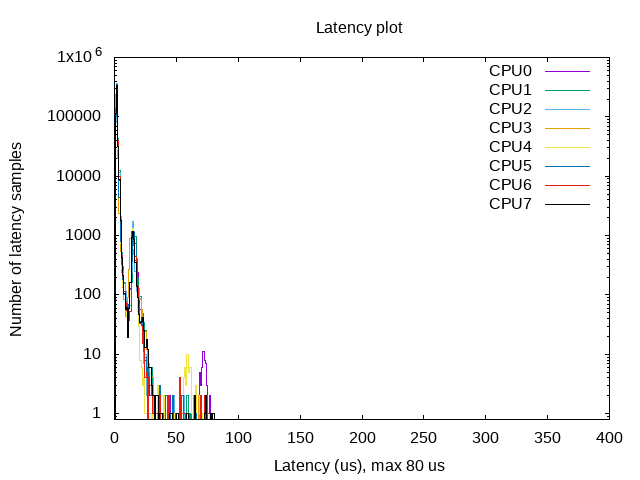 Latency plot
1x10^6
100000
10000
1000
100
10
1
Number of latency samples
CPU0
CPU1
CPU2
CPU3
CPU4
CPU5
CPU6
CPU7
0 50 100 150 200 250 300 350 400
Latency (us), max 80 us